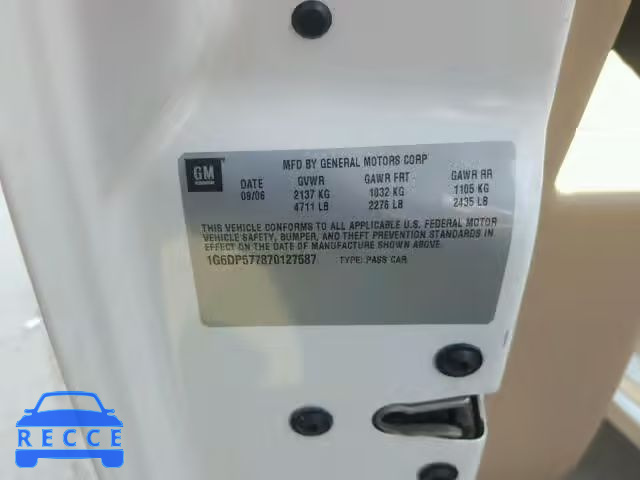 GM
MFD BY GENERAL MOTORS CORP
DATE GVWR GAWR FRT GAWR RR
09/06 2137 KG 1032 KG 1105 KG
4711 LB 2276 LB 2435 LB
THIS VEHICLE CONFORMS TO ALL APPLICABLE U.S. FEDERAL MOTOR
VEHICLE SAFETY, BUMPER, AND THEFT PREVENTION STANDARDS IN
EFFECT ON THE DATE OF MANUFACTURE SHOWN ABOVE.
1G6DP577870127587 TYPE: PASS CAR
RECCE